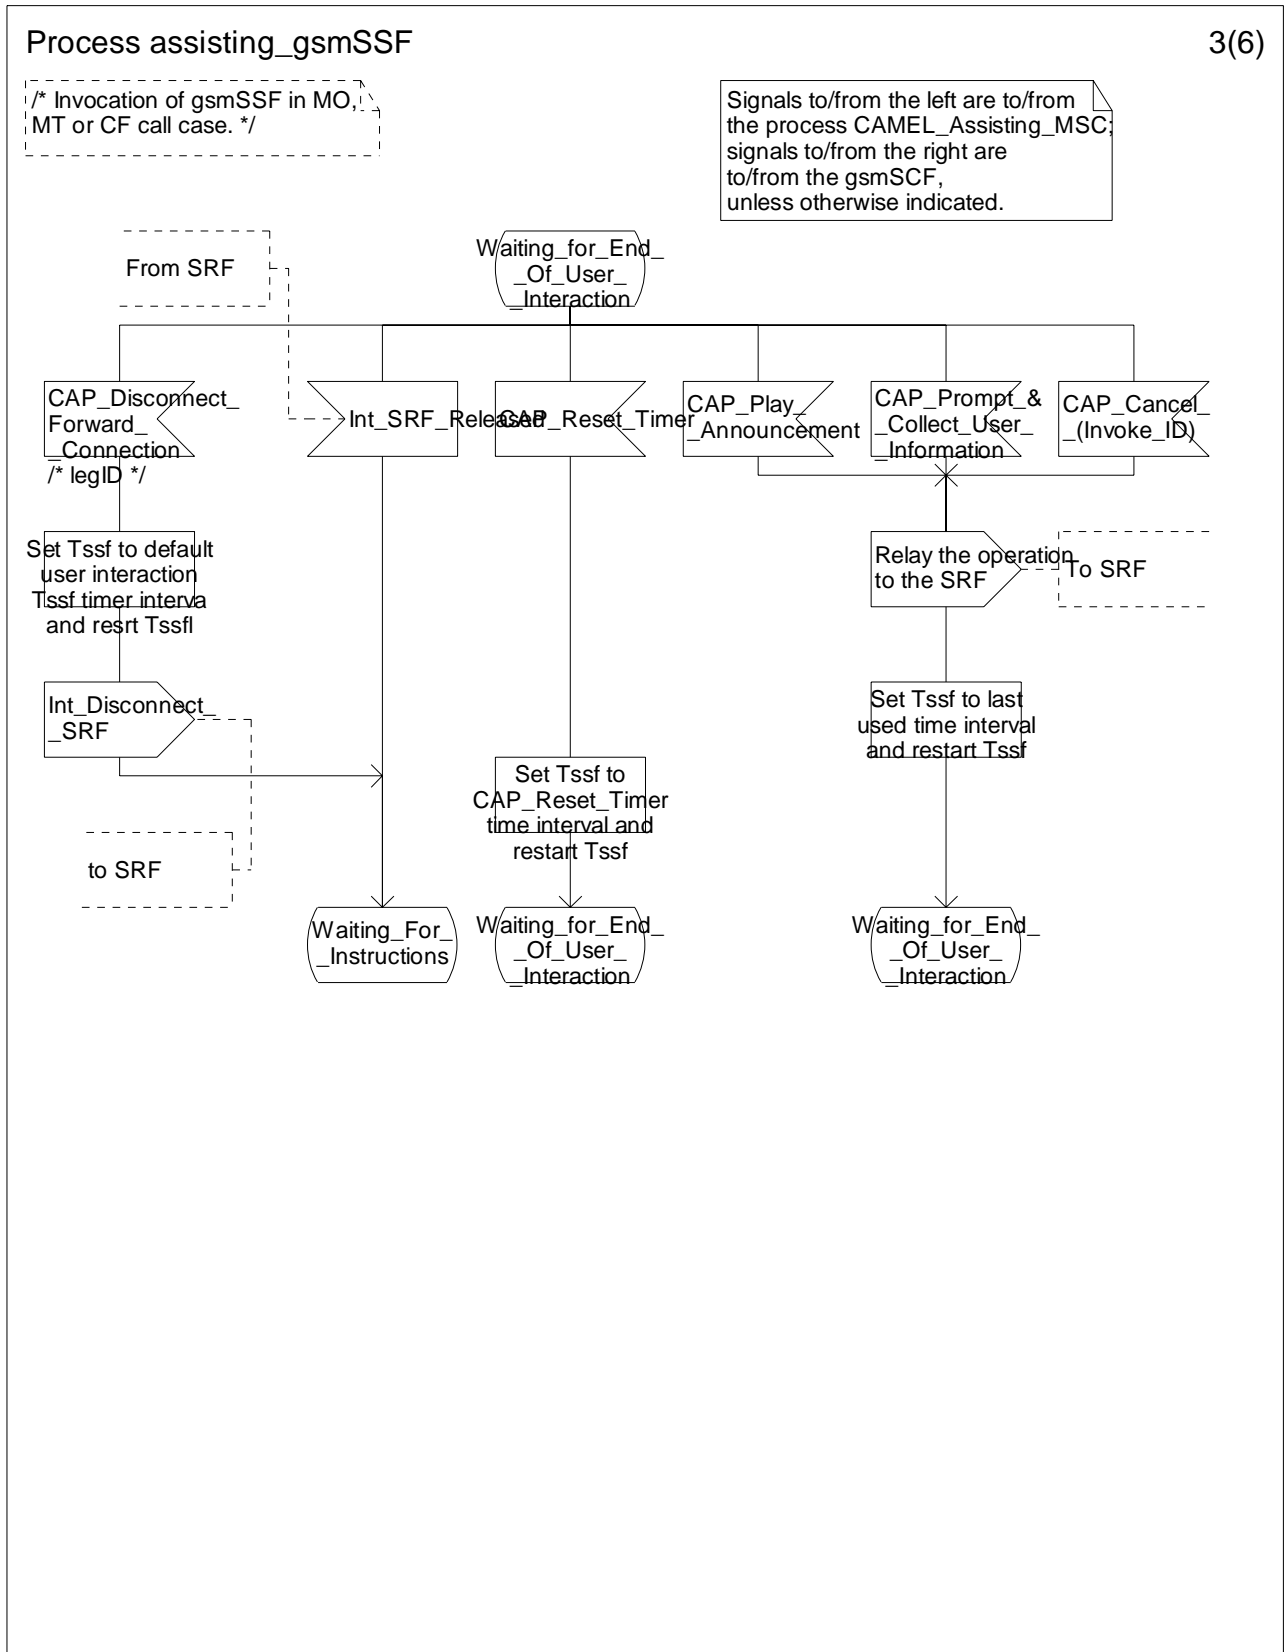 Process assisting_gsmSSF
3(6)
/* Invocation of gsmSSF in MO,
MT or CF call case. */
Signals to/from the left are to/from
the process CAMEL_Assisting_MSC;
signals to/from the right are
to/from the gsmSCF,
unless otherwise indicated.
From SRF
Waiting_for_End_
_Of_User_
_Interaction
CAP_Disconnect_
Forward_
_Connection
/* legID */
Int_SRF_Released
CAP_Reset_Timer
CAP_Play_
_Announcement
CAP_Prompt_&
_Collect_User_
_Information
CAP_Cancel_
_(Invoke_ID)
Set Tssf to default
user interaction
Tssf timer interva
and resrt Tssfl
Relay the operation
to the SRF
To SRF
Int_Disconnect_
_SRF
Set Tssf to last
used time interval
and restart Tssf
Set Tssf to
CAP_Reset_Timer
time interval and
restart Tssf
to SRF
Waiting_For_
_Instructions
Waiting_for_End_
_Of_User_
_Interaction
Waiting_for_End_
_Of_User_
_Interaction